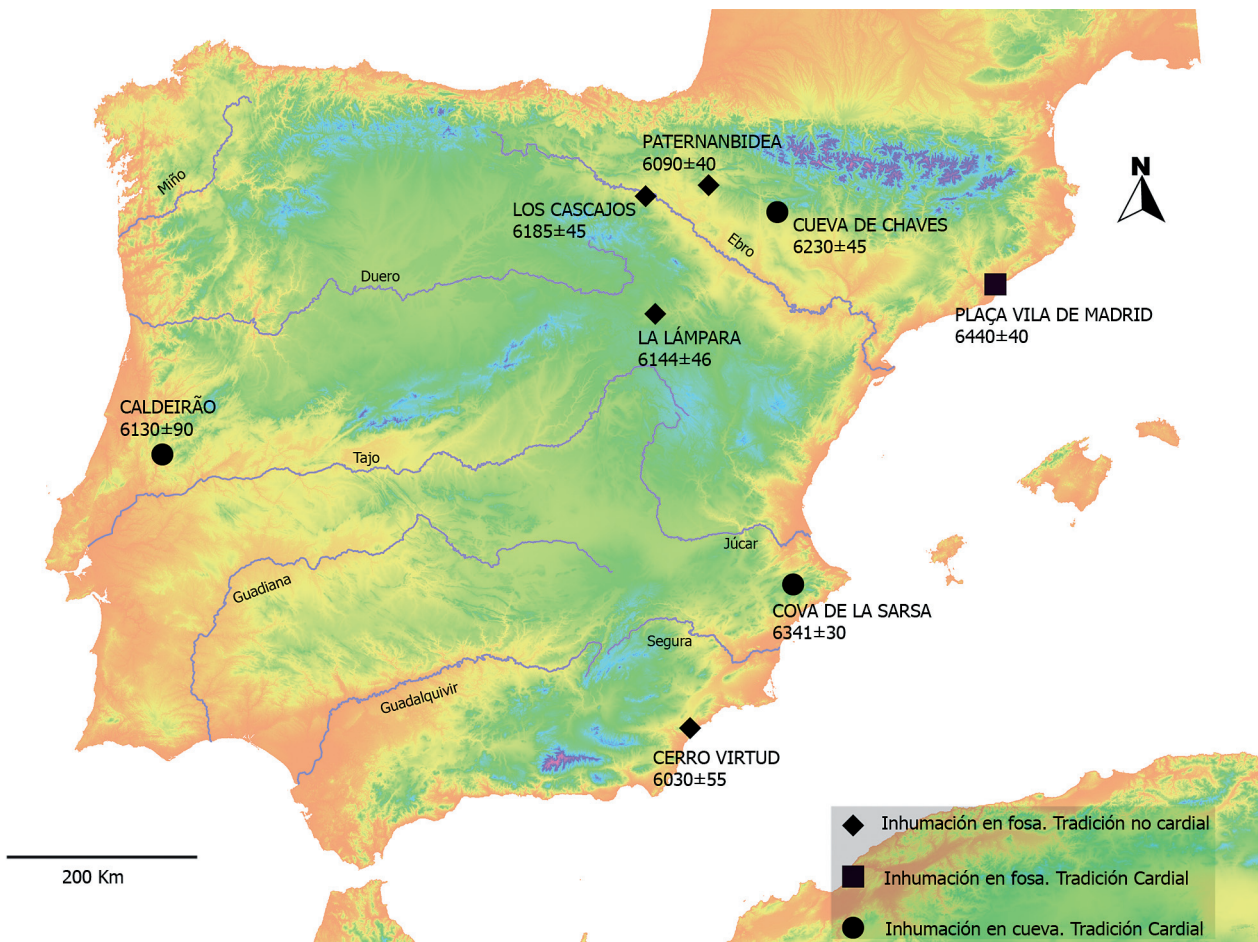 PATERNANBIDEA
6090±40
N
Miño
LOS CASCAJOS
6185±45
CUEVA DE CHAVES
6230±45
Ebro
Duero
PLAÇA VILA DE MADRID
6440±40
LA LÁMPARA
6144±46
CALDEIRÃO
6130±90
Tajo
Júcar
Guadiana
COVA DE LA SARSA
6341±30
Segura
Guadalquivir
CERRO VIRTUD
6030±55
200 Km
Inhumación en fosa. Tradición no cardial
Inhumación en fosa. Tradición Cardial
Inhumación en cueva. Tradición Cardial